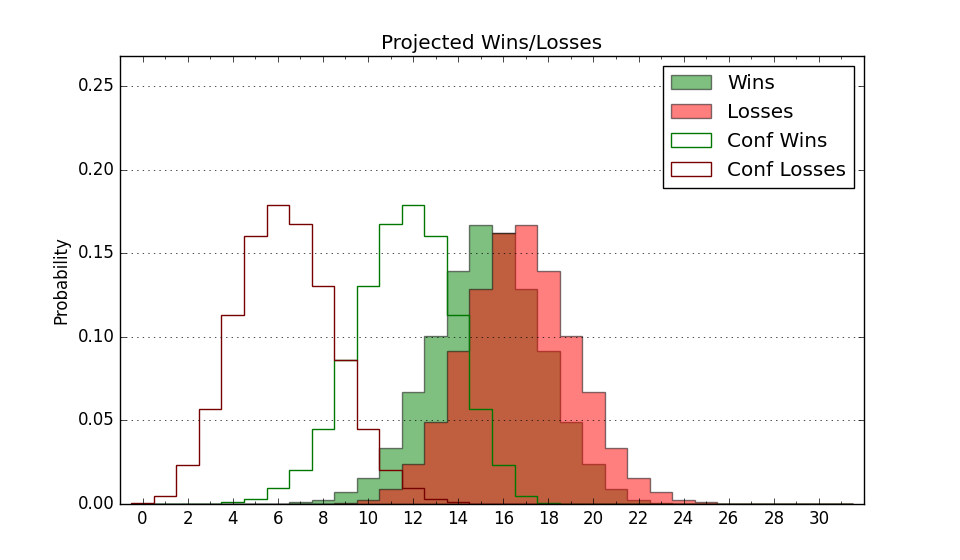 Projected Wins/Losses
0.25
0.20
0.15
0.10
0.05
0.00
Probability
Wins
Losses
Conf Wins
Conf Losses
0 2 4 6 8 10 12 14 16 18 20 22 24 26 28 30